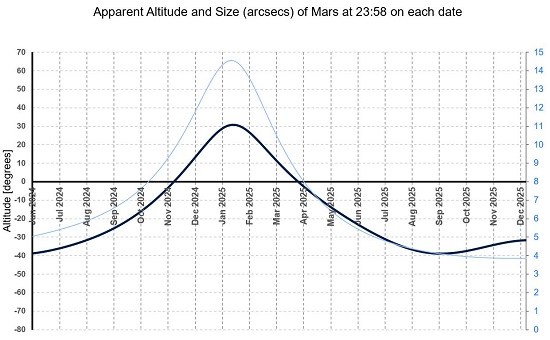 Apparent Altitude and Size (arcsecs) of Mars at 23:58 on each date
70
60
50
40
30
20
10
0
-10
-20
-30
-40
-50
-60
-70
-80
Altitude [degrees]
Jun 2024
Jul 2024
Aug 2024
Sep 2024
Oct 2024
Nov 2024
Dec 2024
Jan 2025
Feb 2025
Mar 2025
Apr 2025
May 2025
Jun 2025
Jul 2025
Aug 2025
Sep 2025
Oct 2025
Nov 2025
Dec 2025
15
14
13
12
11
10
9
8
7
6
5
4
3
2
1
0